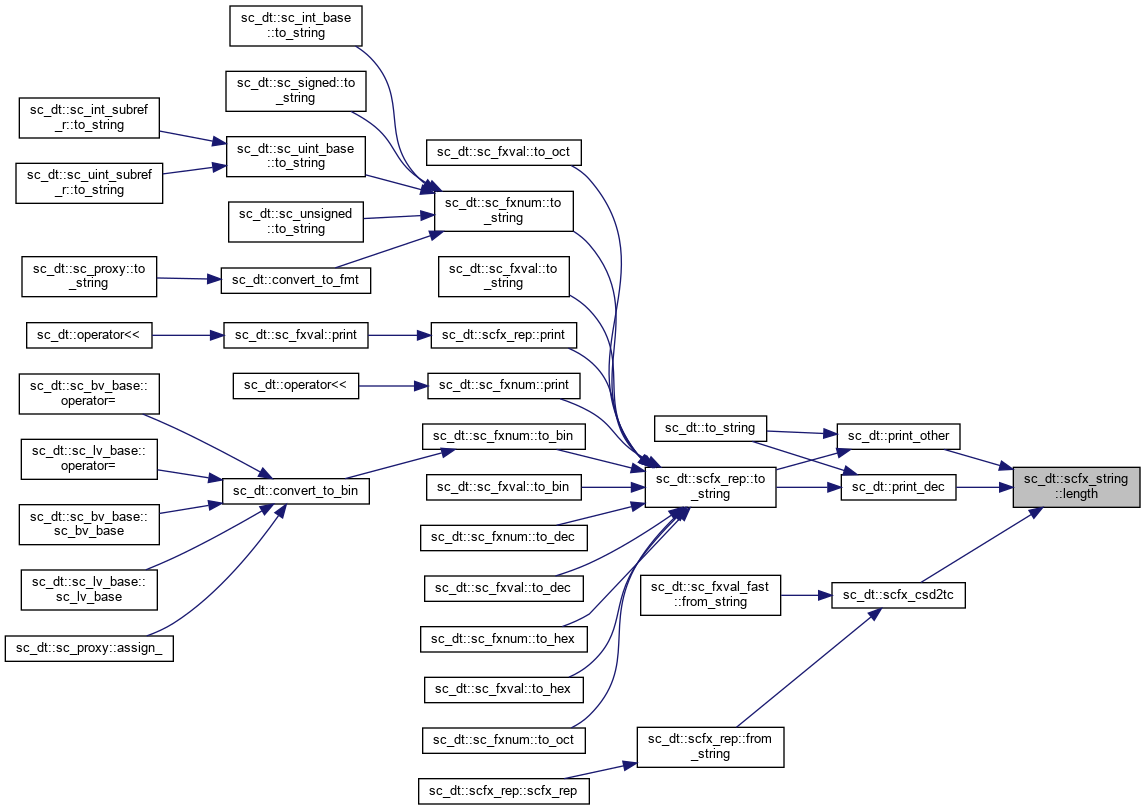 sc_dt::sc_int_base
::to_string
sc_dt::sc_signed::to
_string
sc_dt::sc_int_subref
_r::to_string
sc_dt::sc_uint_base
::to_string
sc_dt::sc_fxval::to_oct
sc_dt::sc_uint_subref
_r::to_string
sc_dt::sc_unsigned
::to_string
sc_dt::sc_fxnum::to
_string
sc_dt::sc_proxy::to
_string
sc_dt::convert_to_fmt
sc_dt::sc_fxval::to
_string
sc_dt::operator<<
sc_dt::sc_fxval::print
sc_dt::scfx_rep::print
sc_dt::operator<<
sc_dt::sc_fxnum::print
sc_dt::sc_bv_base::
operator=
sc_dt::sc_lv_base::
operator=
sc_dt::sc_fxnum::to_bin
sc_dt::to_string
sc_dt::print_other
sc_dt::convert_to_bin
sc_dt::sc_fxval::to_bin
sc_dt::scfx_rep::to
_string
sc_dt::print_dec
sc_dt::scfx_string
::length
sc_dt::sc_bv_base::
sc_bv_base
sc_dt::sc_fxnum::to_dec
sc_dt::sc_lv_base::
sc_lv_base
sc_dt::sc_fxval::to_dec
sc_dt::sc_fxval_fast
::from_string
sc_dt::scfx_csd2tc
sc_dt::sc_proxy::assign_
sc_dt::sc_fxnum::to_hex
sc_dt::sc_fxval::to_hex
sc_dt::sc_fxnum::to_oct
sc_dt::scfx_rep::from
_string
sc_dt::scfx_rep::scfx_rep